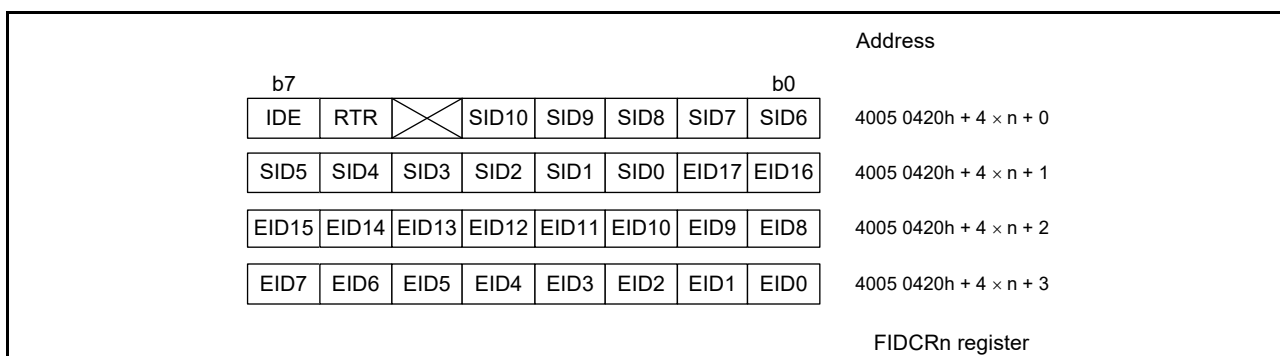 Address
b7 b0
IDE RTR SID10 SID9 SID8 SID7 SID6 4005 0420h + 4 × n + 0
SID5 SID4 SID3 SID2 SID1 SID0 EID17 EID16 4005 0420h + 4 × n + 1
EID15 EID14 EID13 EID12 EID11 EID10 EID9 EID8 4005 0420h + 4 × n + 2
EID7 EID6 EID5 EID4 EID3 EID2 EID1 EID0 4005 0420h + 4 × n + 3
FIDCRn register